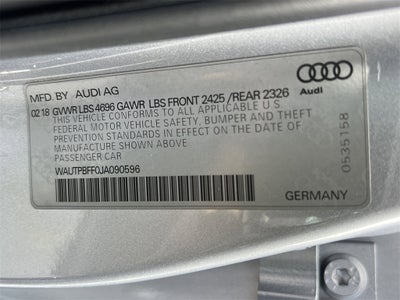 MFD. BY AUDI AG
02 18 GVWR LBS 4696 GAWR LBS FRONT 2425 /REAR 2326
THIS VEHICLE CONFORMS TO ALL APPLICABLE U.S
FEDERAL MOTOR VEHICLE SAFETY, BUMPER AND THEFT
PREVENTION STANDARDS IN EFFECT ON THE DATE OF
MANUFACTURE SHOWN ABOVE
PASSENGER CAR
WAUTPBFF0JA090596
Audi
0535158
GERMANY